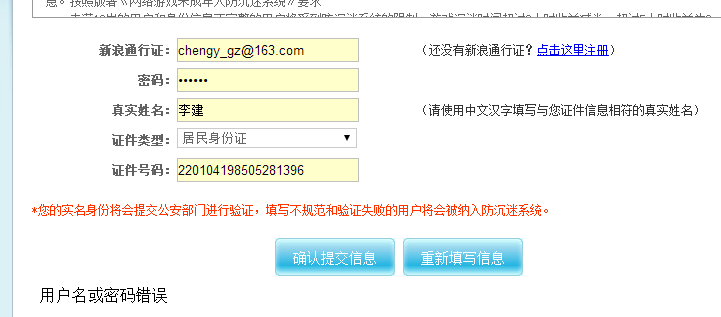 息。按照版署《网络游戏未成年人防沉迷系统》要求
新浪通行证： chengy_gz@163.com （还没有新浪通行证？点击这里注册）
密码： ••••••
真实姓名： 李建 （请使用中文汉字填写与您证件信息相符的真实姓名）
证件类型： 居民身份证
证件号码： 220104198505281396
*您的实名身份将会提交公安部门进行验证，填写不规范和验证失败的用户将会被纳入防沉迷系统。
确认提交信息 重新填写信息
用户名或密码错误